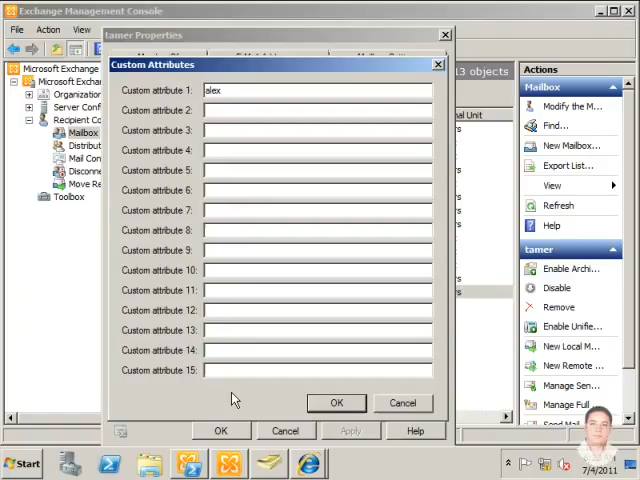 Exchange Management Console
File
Action
View
Microsoft Exchange
Microsoft Exchan
Organization Co
Server Conf
Recipient Co
Mailbox
Distribut
Mail Con
Disconne
Move Re
Toolbox
tamer Properties
Custom Attributes
Custom attribute 1:
alex
Custom attribute 2:
Custom attribute 3:
Custom attribute 4:
Custom attribute 5:
Custom attribute 6:
Custom attribute 7:
Custom attribute 8:
Custom attribute 9:
Custom attribute 10:
Custom attribute 11:
Custom attribute 12:
Custom attribute 13:
Custom attribute 14:
Custom attribute 15:
OK
Cancel
OK
Cancel
Apply
Help
13 objects
nal Unit
Actions
Mailbox
Modify the M...
Find...
New Mailbox...
Export List...
View
Refresh
Help
tamer
Enable Archi...
Disable
Remove
Enable Unifie...
New Local M...
New Remote ...
Manage Sen...
Manage Full ...
Start
7/4/2011